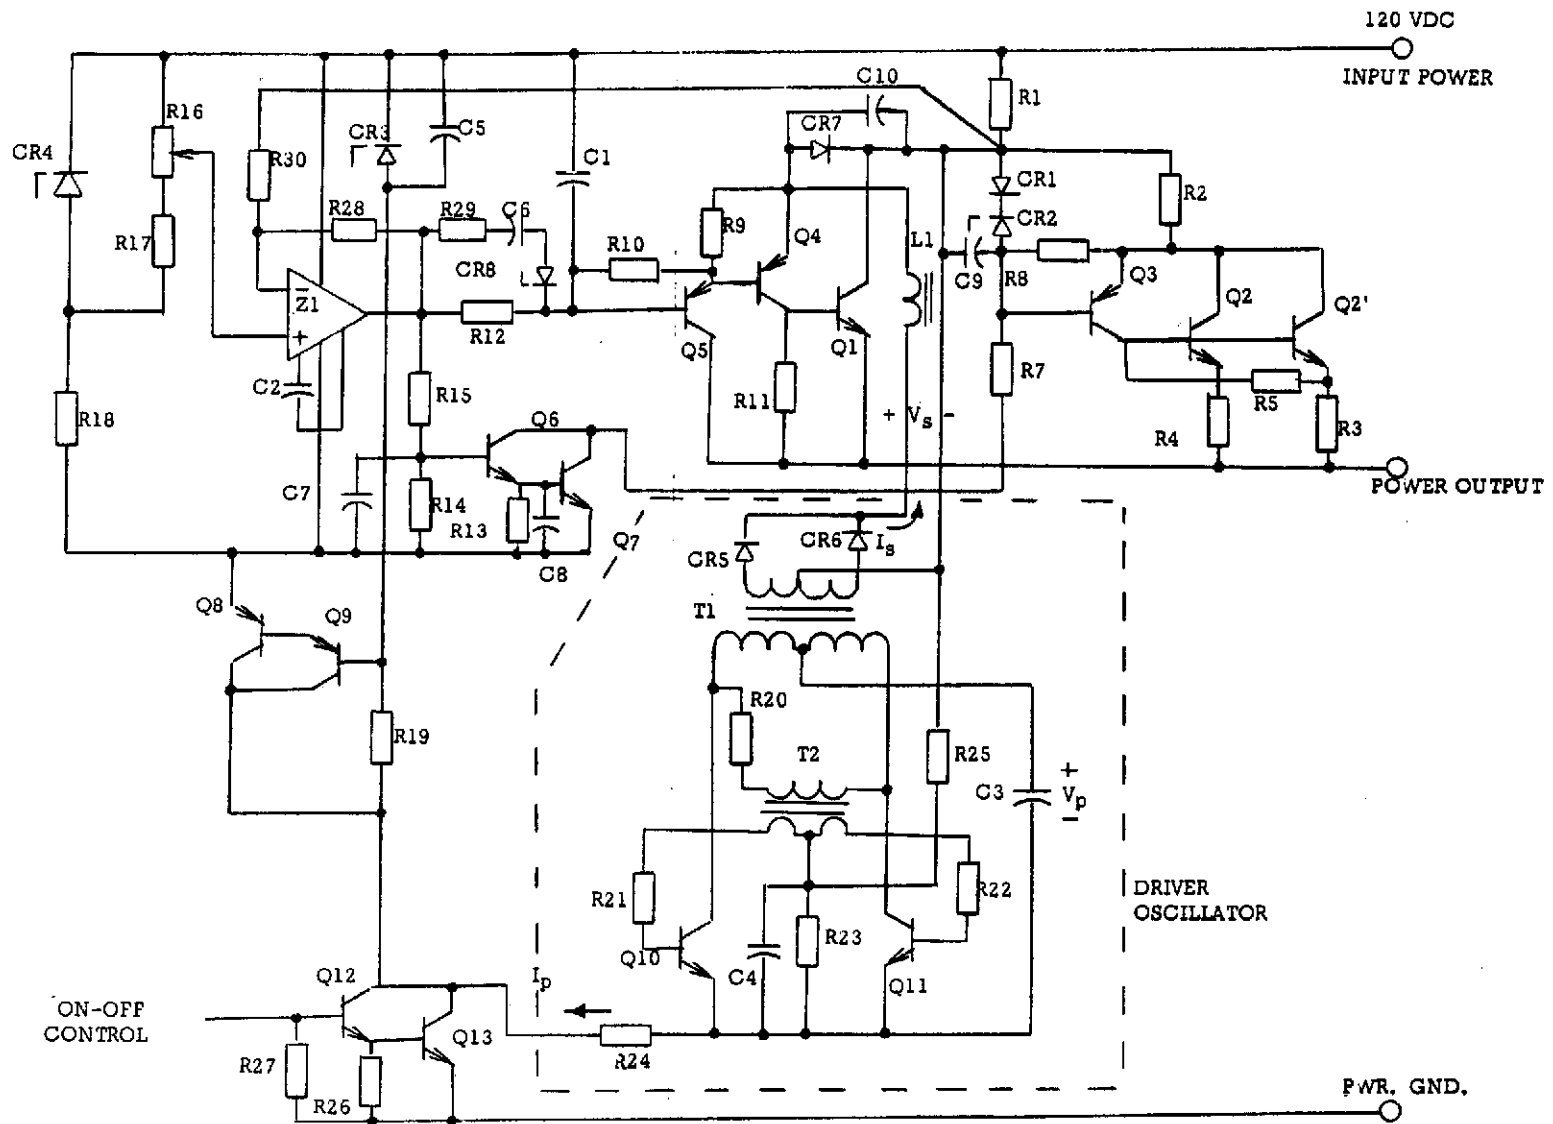 120 VDC
INPUT POWER
C10
R1
R16
CR3
C5
CR7
CR4
R30
C1
CR1
R2
R28
R29
C6
CR2
R17
R9
Q4
L1
R10
CR8
C9
R8
Q3
Q2
Q2'
Z1
−
+
R12
Q5
Q1
R7
C2
R15
R11
R5
R18
Q6
+ Vs -
R4
R3
C7
R14
POWER OUTPUT
R13
Q7
CR6
Is
CR5
C8
Q8
Q9
T1
R20
R19
T2
R25
+
C3
Vp
-
R21
R22
DRIVER
OSCILLATOR
R23
Q10
C4
Q11
Q12
Ip
ON-OFF
CONTROL
Q13
R27
R24
R26
PWR. GND.